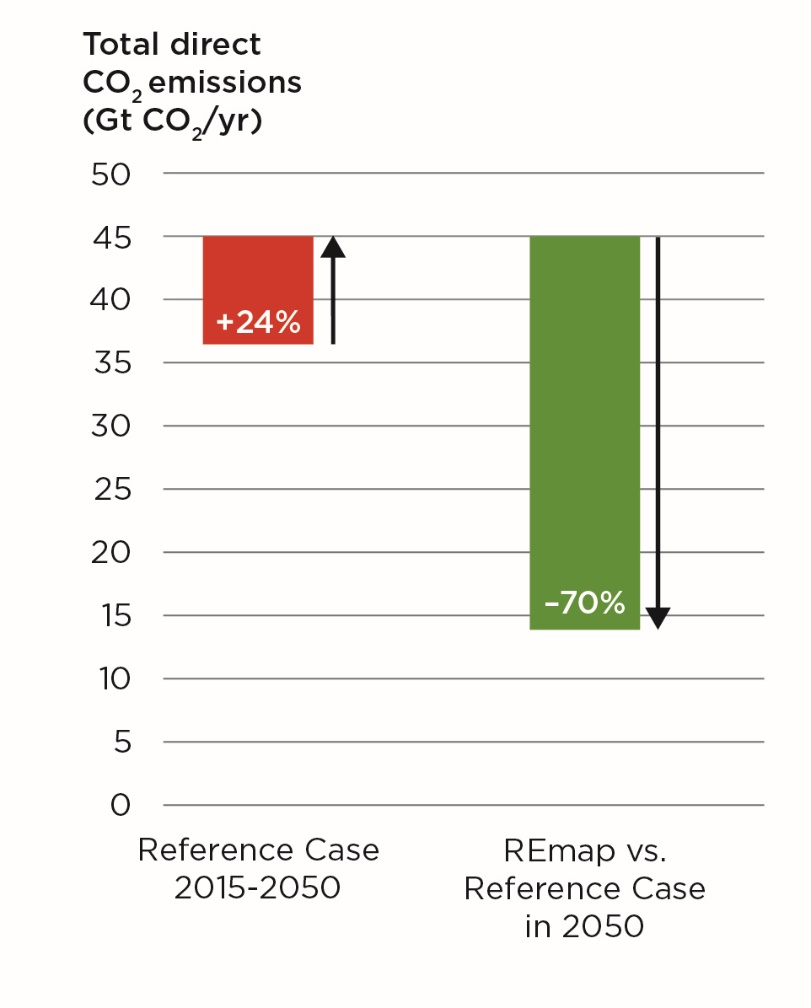 Total direct
CO₂ emissions
(Gt CO₂/yr)
50
45
40
35
30
25
20
15
10
5
0
+24%
–70%
Reference Case
2015-2050
REmap vs.
Reference Case
in 2050